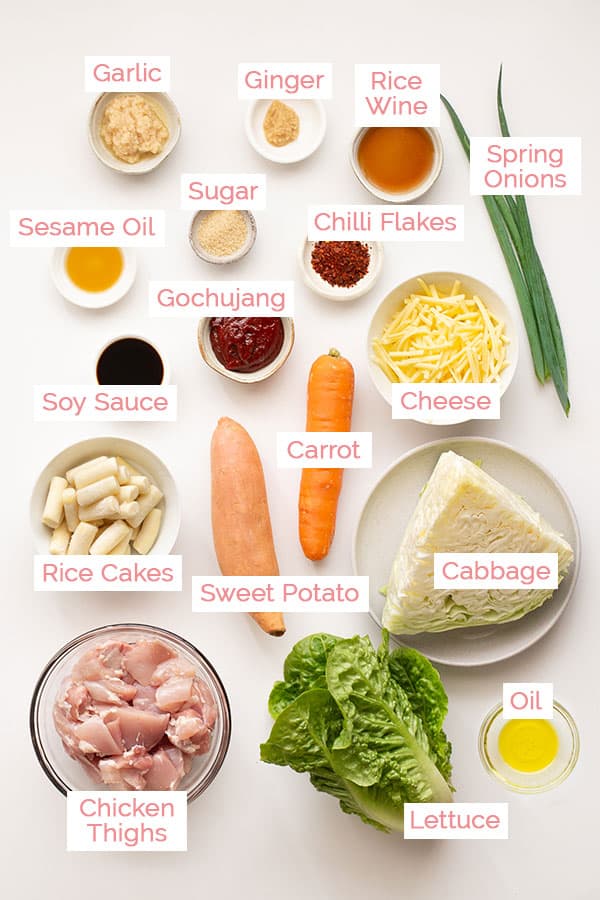 Garlic
Ginger
Rice
Wine
Spring
Onions
Sugar
Sesame Oil
Chilli Flakes
Gochujang
Soy Sauce
Cheese
Carrot
Rice Cakes
Sweet Potato
Cabbage
Oil
Chicken
Thighs
Lettuce